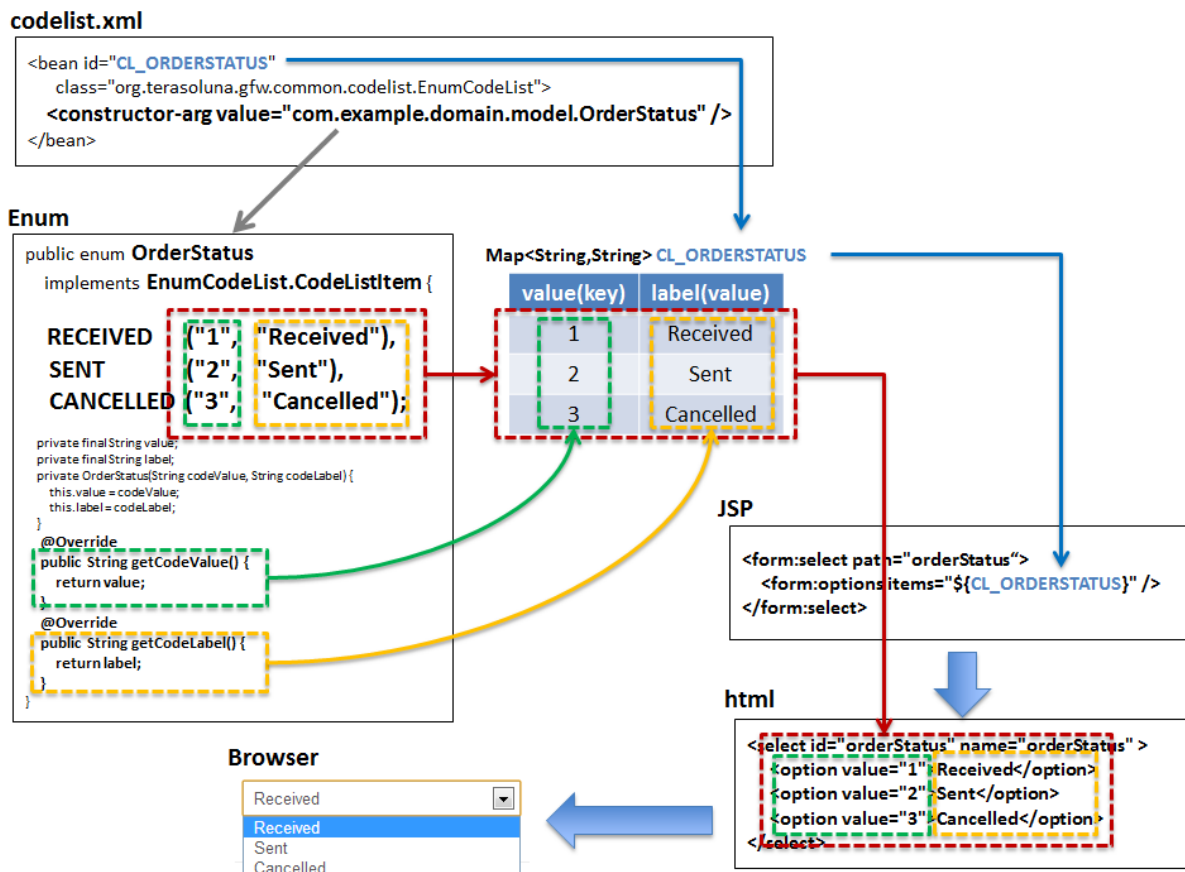 codelist.xml
<bean id="CL_ORDERSTATUS"
class="org.terasoluna.gfw.common.codelist.EnumCodeList">
<constructor-arg value="com.example.domain.model.OrderStatus" />
</bean>
Enum
public enum OrderStatus
implements EnumCodeList.CodeListItem {
RECEIVED ("1", "Received"),
SENT ("2", "Sent"),
CANCELLED ("3", "Cancelled");
private final String value;
private final String label;
private OrderStatus(String codeValue, String codeLabel) {
this.value = codeValue;
this.label = codeLabel;
}
@Override
public String getCodeValue() {
return value;
}
@Override
public String getCodeLabel() {
return label;
}
}
Map<String,String> CL_ORDERSTATUS
value(key) label(value)
1 Received
2 Sent
3 Cancelled
JSP
<form:select path="orderStatus“>
<form:options items="${CL_ORDERSTATUS}" />
</form:select>
html
<select id="orderStatus" name="orderStatus" >
<option value="1">Received</option>
<option value="2">Sent</option>
<option value="3">Cancelled</option>
</select>
Browser
Received
Received
Sent
Cancelled